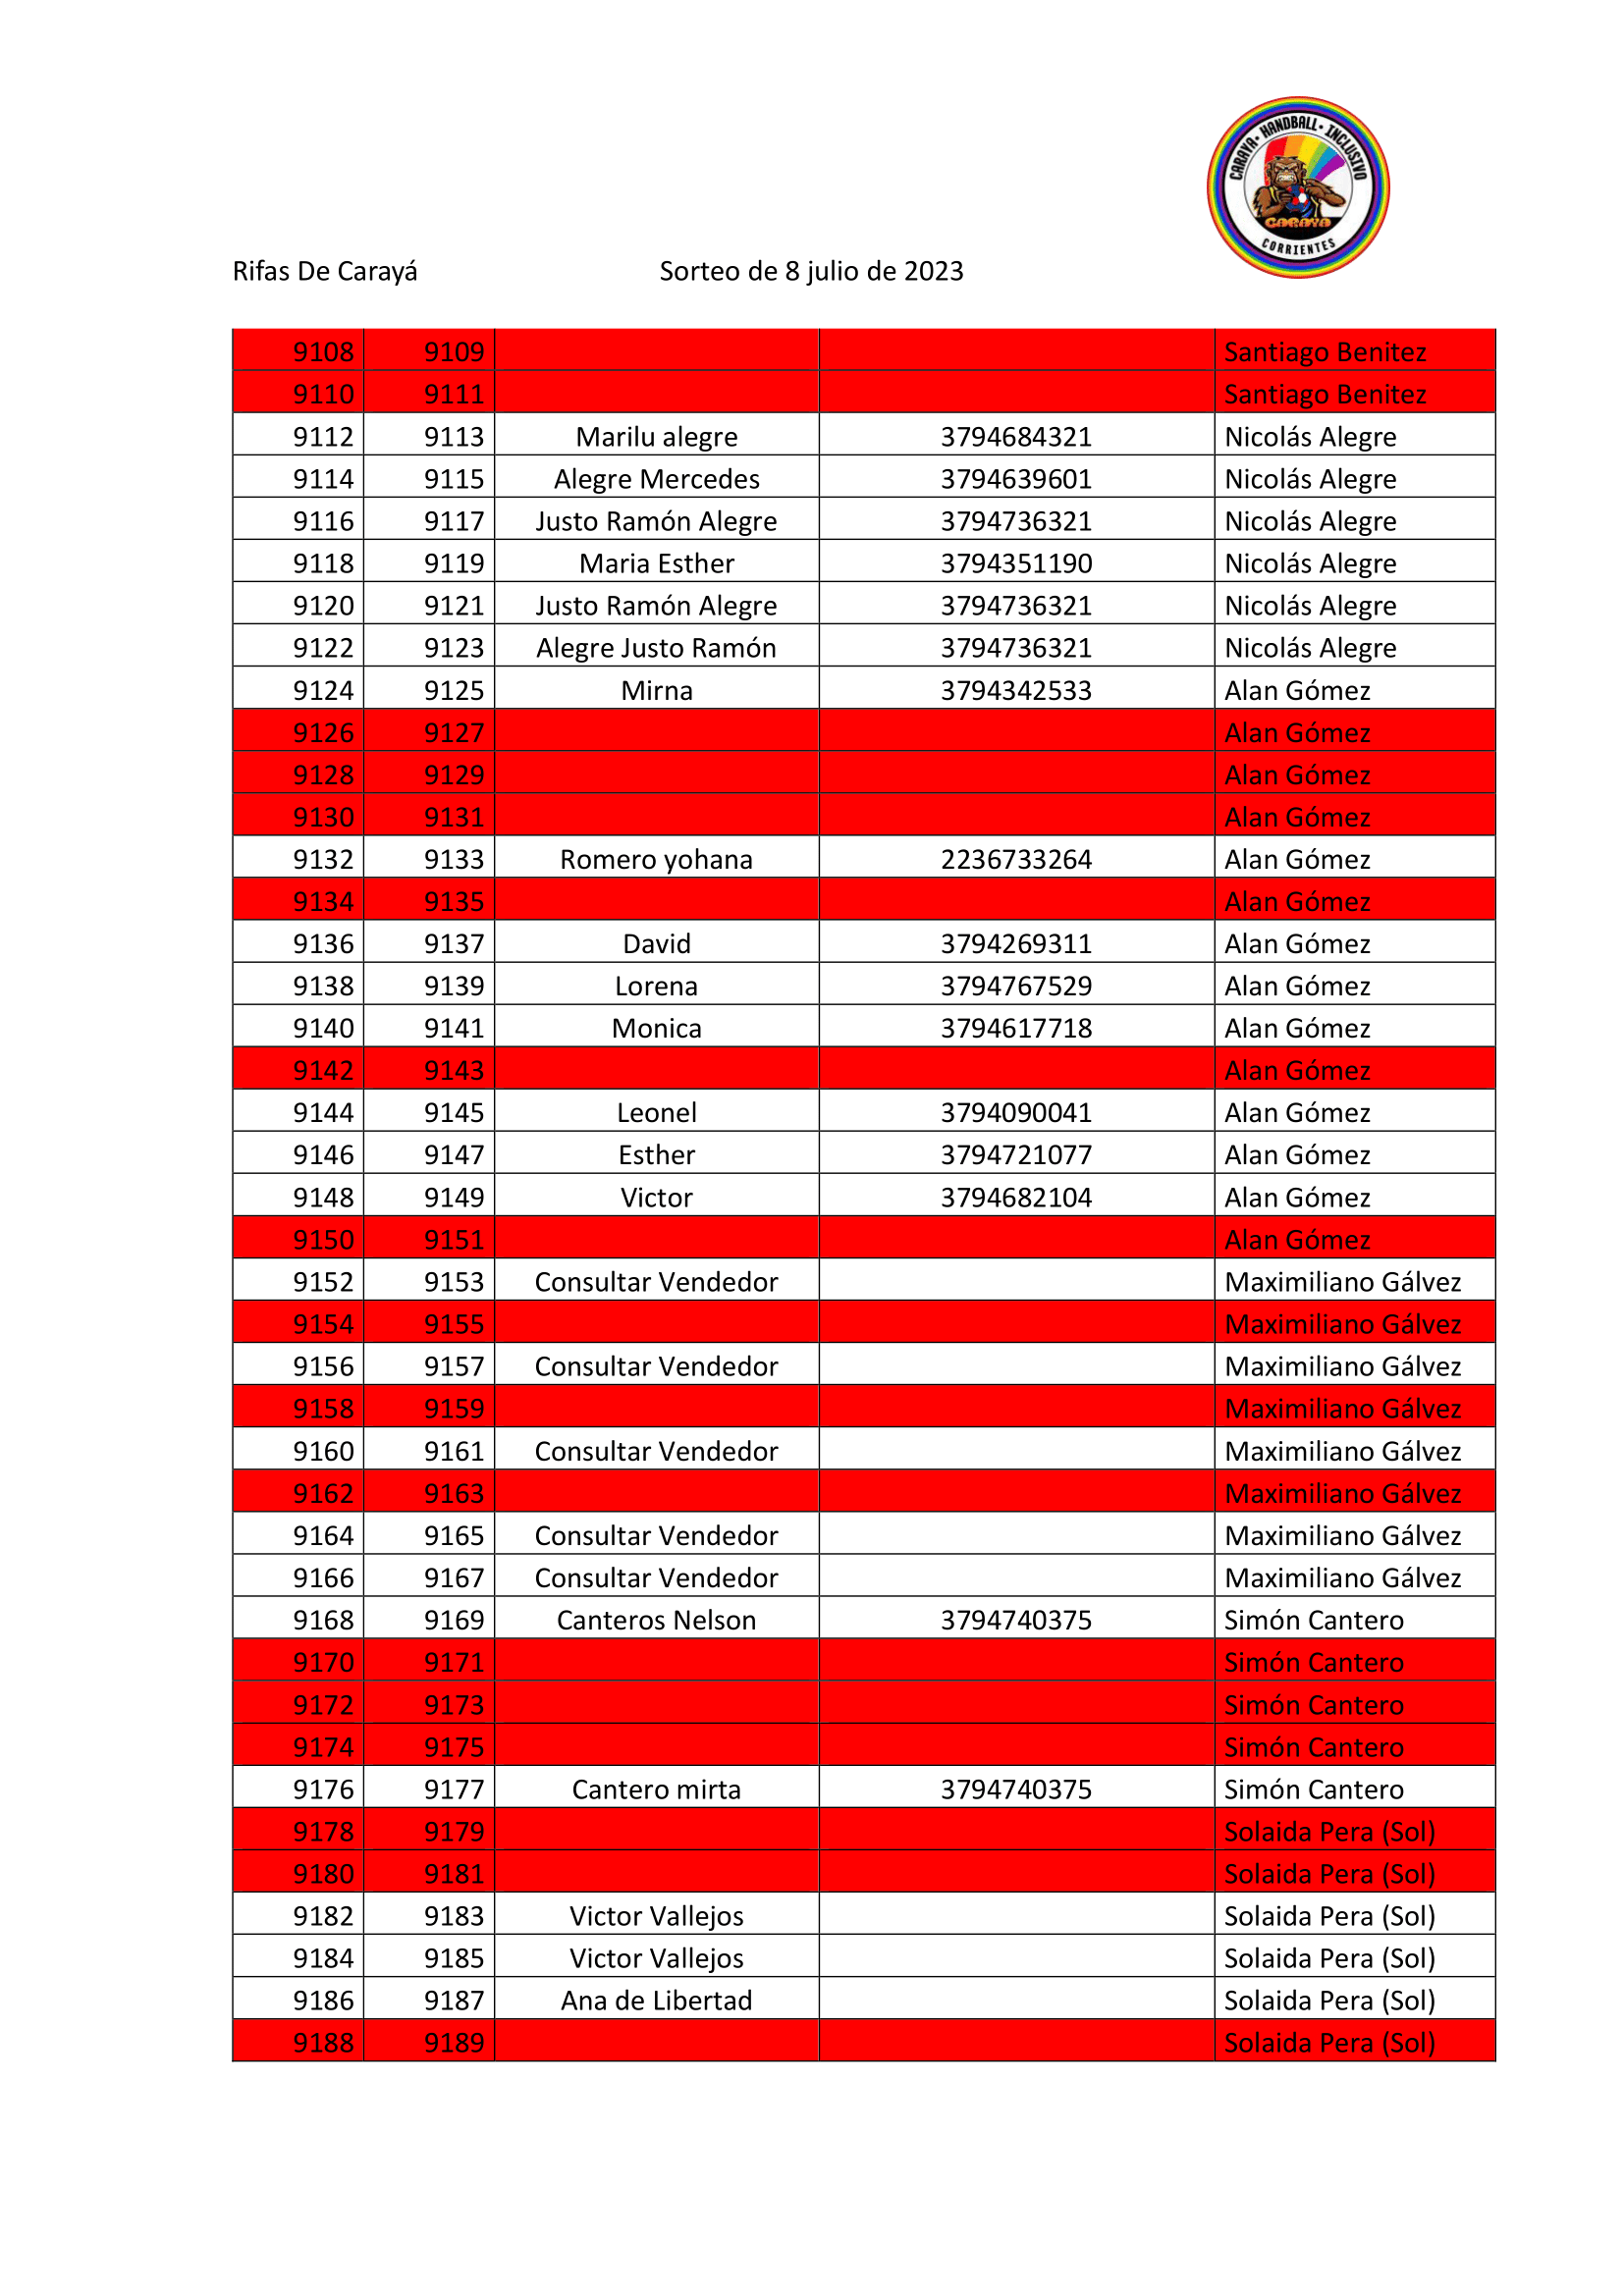 CARAYA • HANDBALL • INCLUSIVO
CARAYA
CORRIENTES
Rifas De Carayá Sorteo de 8 julio de 2023
9108 9109 Santiago Benitez
9110 9111 Santiago Benitez
9112 9113 Marilu alegre 3794684321 Nicolás Alegre
9114 9115 Alegre Mercedes 3794639601 Nicolás Alegre
9116 9117 Justo Ramón Alegre 3794736321 Nicolás Alegre
9118 9119 Maria Esther 3794351190 Nicolás Alegre
9120 9121 Justo Ramón Alegre 3794736321 Nicolás Alegre
9122 9123 Alegre Justo Ramón 3794736321 Nicolás Alegre
9124 9125 Mirna 3794342533 Alan Gómez
9126 9127 Alan Gómez
9128 9129 Alan Gómez
9130 9131 Alan Gómez
9132 9133 Romero yohana 2236733264 Alan Gómez
9134 9135 Alan Gómez
9136 9137 David 3794269311 Alan Gómez
9138 9139 Lorena 3794767529 Alan Gómez
9140 9141 Monica 3794617718 Alan Gómez
9142 9143 Alan Gómez
9144 9145 Leonel 3794090041 Alan Gómez
9146 9147 Esther 3794721077 Alan Gómez
9148 9149 Victor 3794682104 Alan Gómez
9150 9151 Alan Gómez
9152 9153 Consultar Vendedor Maximiliano Gálvez
9154 9155 Maximiliano Gálvez
9156 9157 Consultar Vendedor Maximiliano Gálvez
9158 9159 Maximiliano Gálvez
9160 9161 Consultar Vendedor Maximiliano Gálvez
9162 9163 Maximiliano Gálvez
9164 9165 Consultar Vendedor Maximiliano Gálvez
9166 9167 Consultar Vendedor Maximiliano Gálvez
9168 9169 Canteros Nelson 3794740375 Simón Cantero
9170 9171 Simón Cantero
9172 9173 Simón Cantero
9174 9175 Simón Cantero
9176 9177 Cantero mirta 3794740375 Simón Cantero
9178 9179 Solaida Pera (Sol)
9180 9181 Solaida Pera (Sol)
9182 9183 Victor Vallejos Solaida Pera (Sol)
9184 9185 Victor Vallejos Solaida Pera (Sol)
9186 9187 Ana de Libertad Solaida Pera (Sol)
9188 9189 Solaida Pera (Sol)